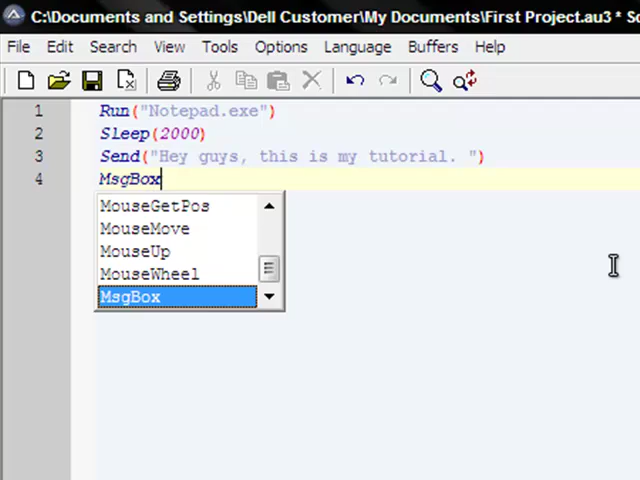 C:\Documents and Settings\Dell Customer\My Documents\First Project.au3 * Sc
File Edit Search View Tools Options Language Buffers Help
1 Run("Notepad.exe")
2 Sleep(2000)
3 Send("Hey guys, this is my tutorial. ")
4 MsgBox
MouseGetPos
MouseMove
MouseUp
MouseWheel
MsgBox